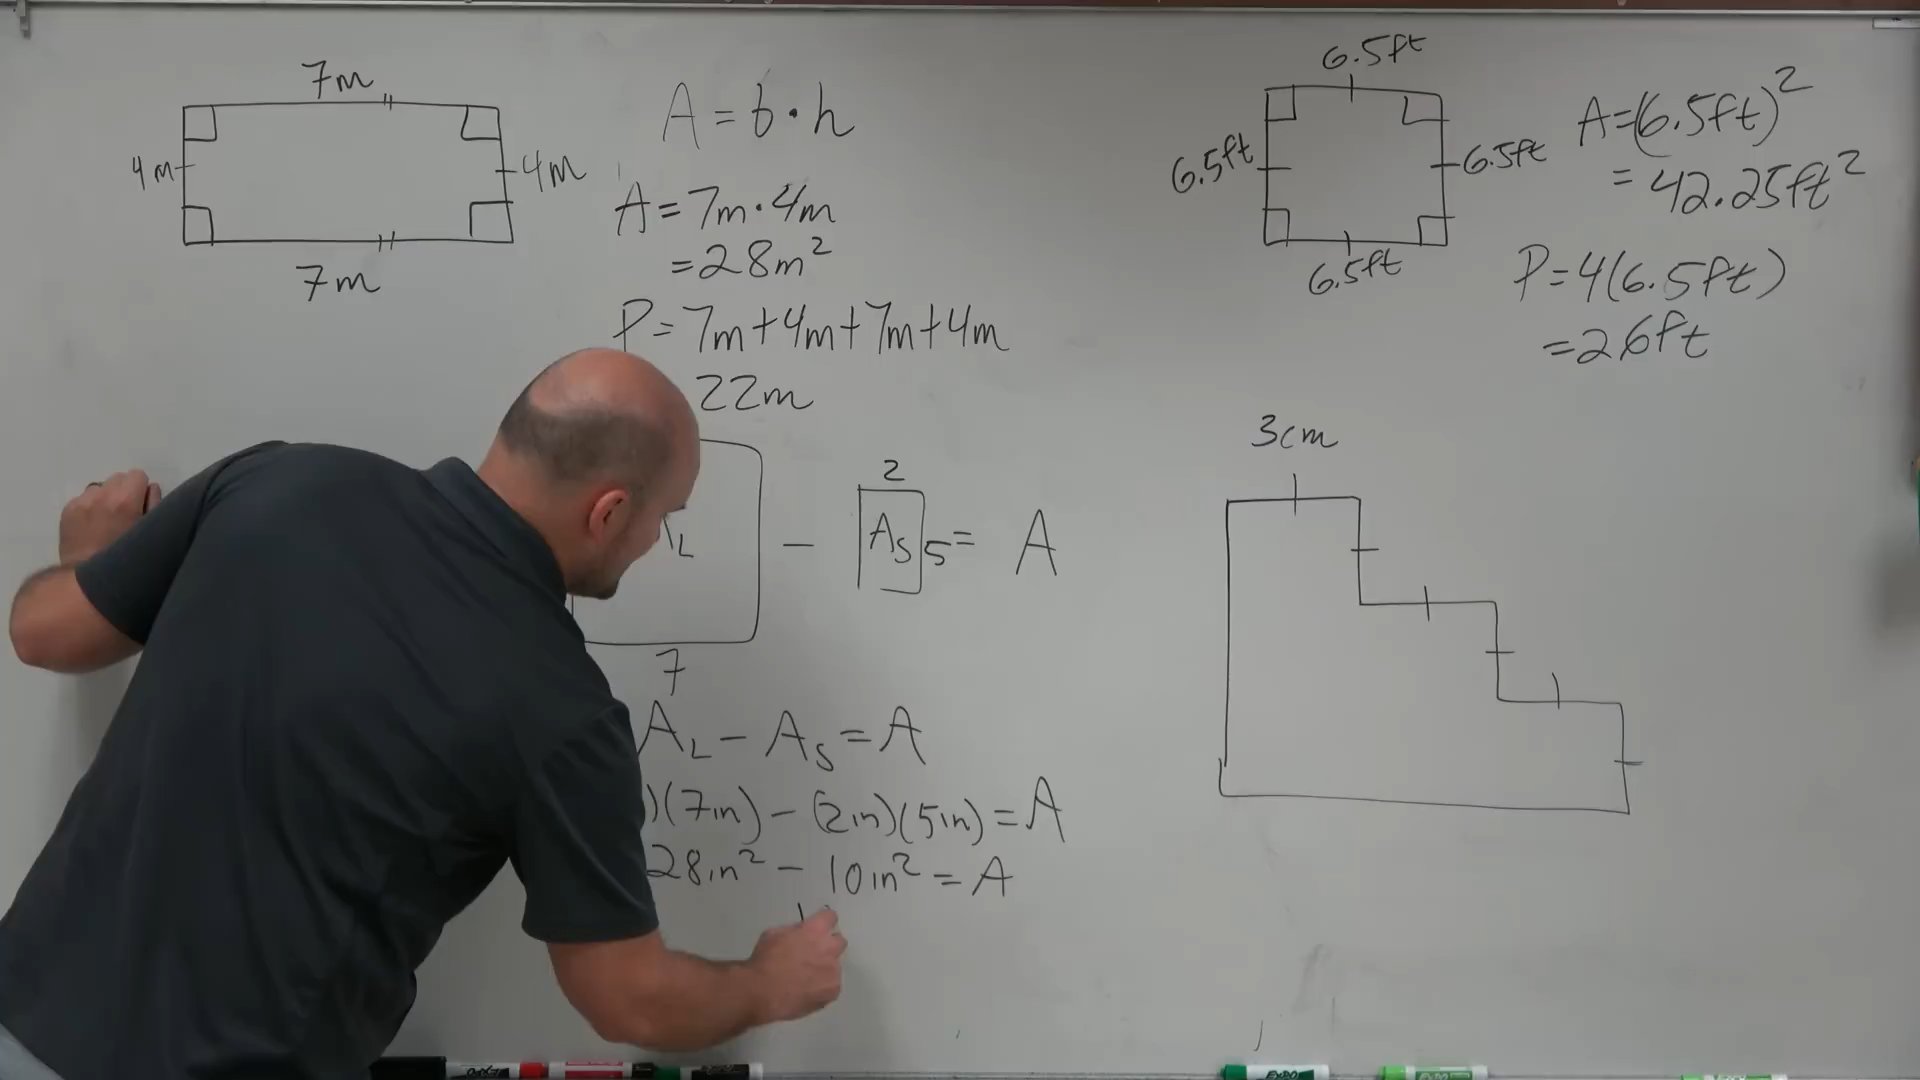 7m
4m
4m
7m
A = b · h
A = 7m · 4m
= 28m²
P = 7m + 4m + 7m + 4m
22m
6.5ft
6.5ft
6.5ft
6.5ft
A = (6.5ft)²
= 42.25ft²
P = 4(6.5ft)
= 26ft
2
L
− A_S 5 = A
7
A_L − A_S = A
)(7in) − (2in)(5in) = A
28in² − 10in² = A
3cm
EXPO
EXPO